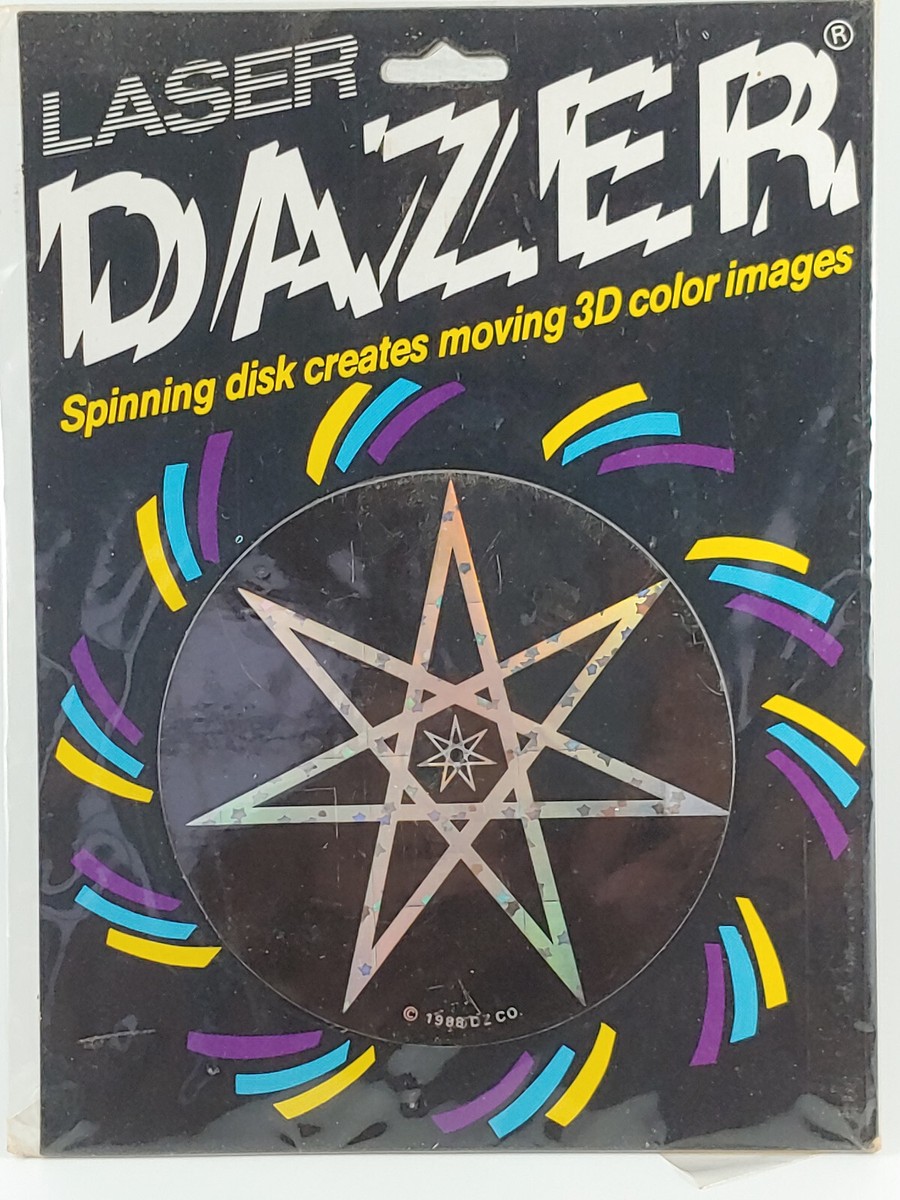 LASER
DAZER®
Spinning disk creates moving 3D color images
© 1988 DZ CO.